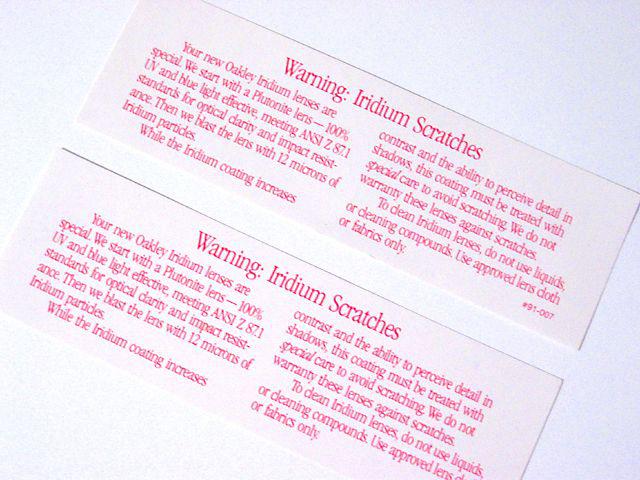 Warning: Iridium Scratches
Your new Oakley Iridium lenses are
special. We start with a Plutonite lens — 100%
UV and blue light effective, meeting ANSI Z 87.1
standards for optical clarity and impact resist-
ance. Then we blast the lens with 12 microns of
Iridium particles.
While the Iridium coating increases
contrast and the ability to perceive detail in
shadows, this coating must be treated with
special care to avoid scratching. We do not
warranty these lenses against scratches.
To clean Iridium lenses, do not use liquids,
or cleaning compounds. Use approved lens cloth
or fabrics only.
#91-007
Warning: Iridium Scratches
Your new Oakley Iridium lenses are
special. We start with a Plutonite lens — 100%
UV and blue light effective, meeting ANSI Z 87.1
standards for optical clarity and impact resist-
ance. Then we blast the lens with 12 microns of
Iridium particles.
While the Iridium coating increases
contrast and the ability to perceive detail in
shadows, this coating must be treated with
special care to avoid scratching. We do not
warranty these lenses against scratches.
To clean Iridium lenses, do not use liquids,
or cleaning compounds. Use approved lens
or fabrics only.